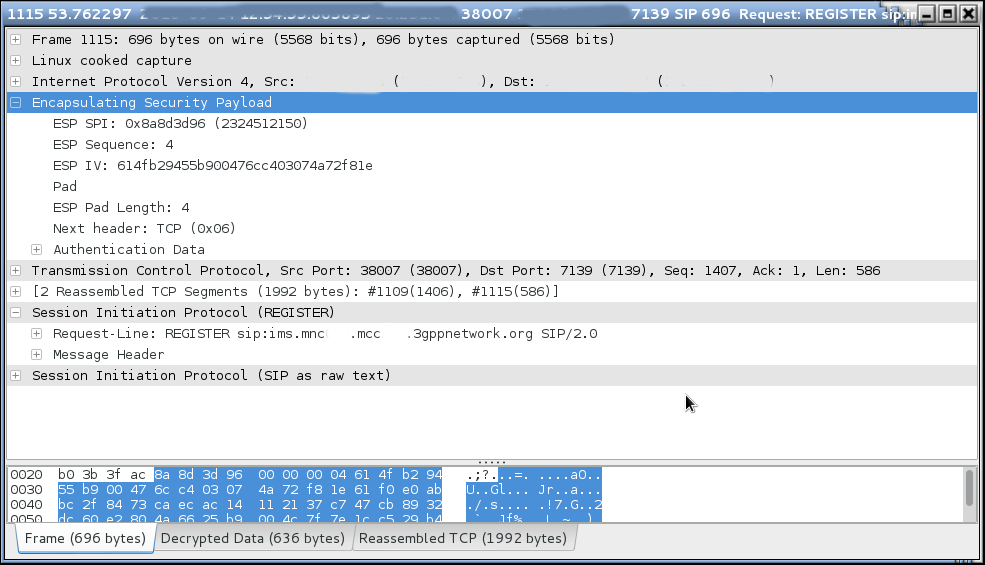 1115 53.762297 38007 7139 SIP 696 Request: REGISTER sip:im
Frame 1115: 696 bytes on wire (5568 bits), 696 bytes captured (5568 bits)
Linux cooked capture
Internet Protocol Version 4, Src: ( ), Dst: ( )
Encapsulating Security Payload
ESP SPI: 0x8a8d3d96 (2324512150)
ESP Sequence: 4
ESP IV: 614fb29455b900476cc403074a72f81e
Pad
ESP Pad Length: 4
Next header: TCP (0x06)
Authentication Data
Transmission Control Protocol, Src Port: 38007 (38007), Dst Port: 7139 (7139), Seq: 1407, Ack: 1, Len: 586
[2 Reassembled TCP Segments (1992 bytes): #1109(1406), #1115(586)]
Session Initiation Protocol (REGISTER)
Request-Line: REGISTER sip:ims.mnc .mcc .3gppnetwork.org SIP/2.0
Message Header
Session Initiation Protocol (SIP as raw text)
0020 b0 3b 3f ac 8a 8d 3d 96 00 00 00 04 61 4f b2 94 .;?...=. ....aO..
0030 55 b9 00 47 6c c4 03 07 4a 72 f8 1e 61 f0 e0 ab U..Gl... Jr..a...
0040 bc 2f 84 73 ca ec ac 14 11 21 37 c7 47 cb 89 32 ./.s.... .!7.G..2
0050 dc 60 e2 80 4a 66 25 b9 00 4c 7f 7e 1c c5 29 b4 .`..Jf%. .L.~..).
Frame (696 bytes) Decrypted Data (636 bytes) Reassembled TCP (1992 bytes)